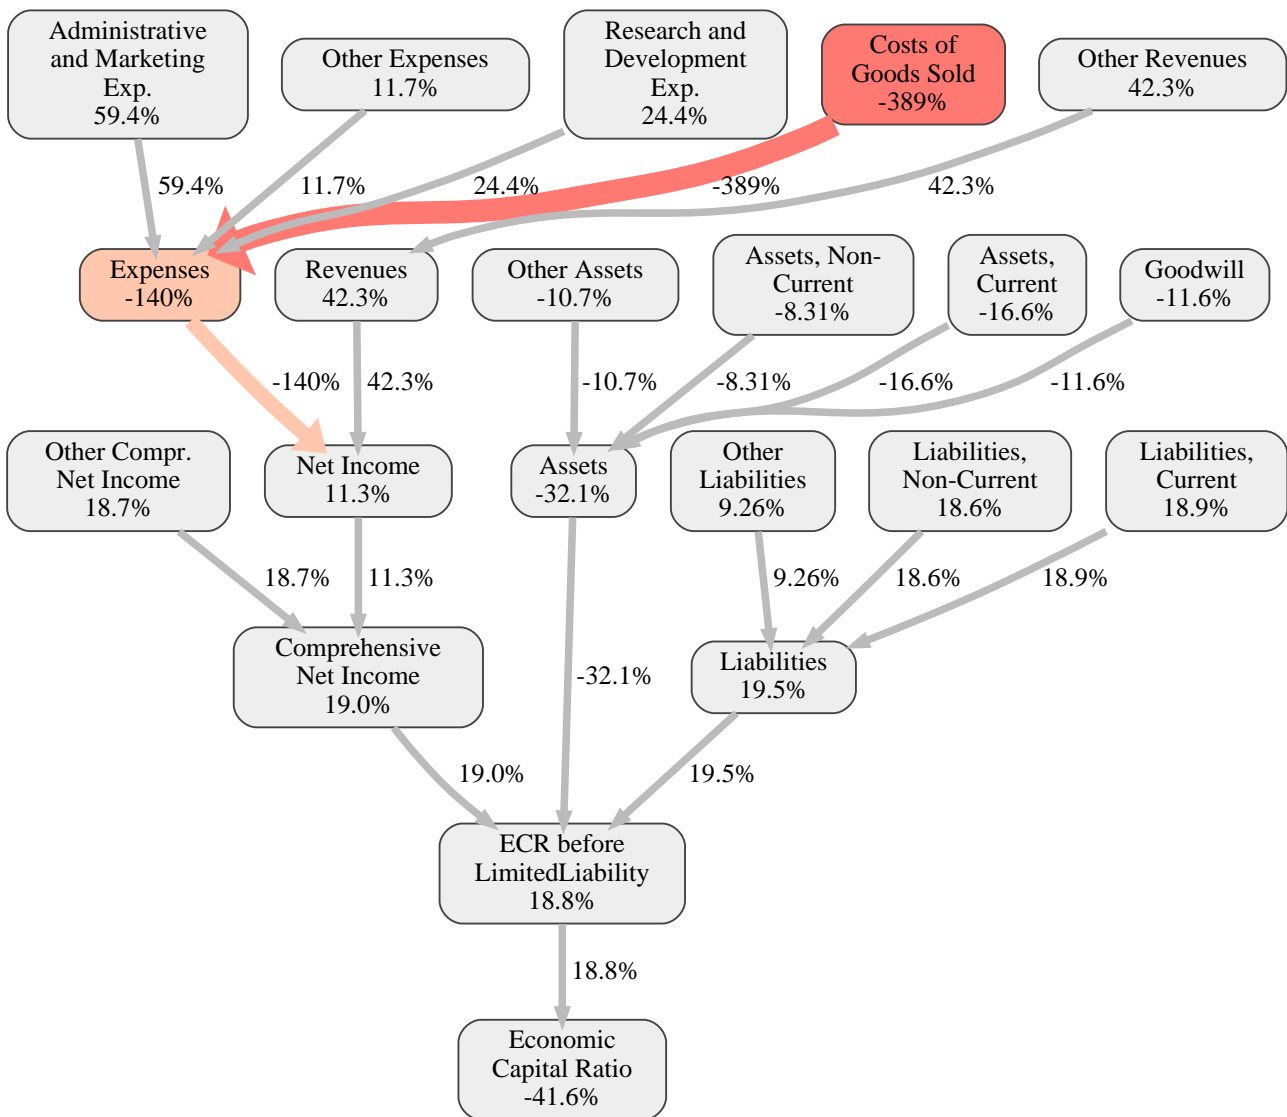 Administrative
and Marketing
Exp.
59.4%
Other Expenses
11.7%
Research and
Development
Exp.
24.4%
Costs of
Goods Sold
-389%
Other Revenues
42.3%
59.4%
11.7%
24.4%
-389%
42.3%
Expenses
-140%
Revenues
42.3%
Other Assets
-10.7%
Assets, Non-
Current
-8.31%
Assets,
Current
-16.6%
Goodwill
-11.6%
-140%
42.3%
-10.7%
-8.31%
-16.6%
-11.6%
Other Compr.
Net Income
18.7%
Net Income
11.3%
Assets
-32.1%
Other
Liabilities
9.26%
Liabilities,
Non-Current
18.6%
Liabilities,
Current
18.9%
18.7%
11.3%
9.26%
18.6%
18.9%
Comprehensive
Net Income
19.0%
-32.1%
Liabilities
19.5%
19.0%
19.5%
ECR before
LimitedLiability
18.8%
18.8%
Economic
Capital Ratio
-41.6%